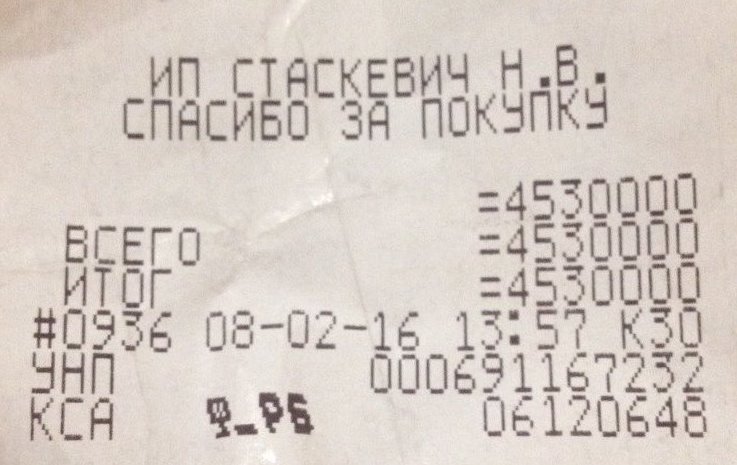 ИП СТАСКЕВИЧ Н.В.
СПАСИБО ЗА ПОКУПКУ
=4530000
ВСЕГО =4530000
ИТОГ =4530000
#0936 08-02-16 13:57 К30
УНП 000691167232
КСА Ф_РБ 06120648